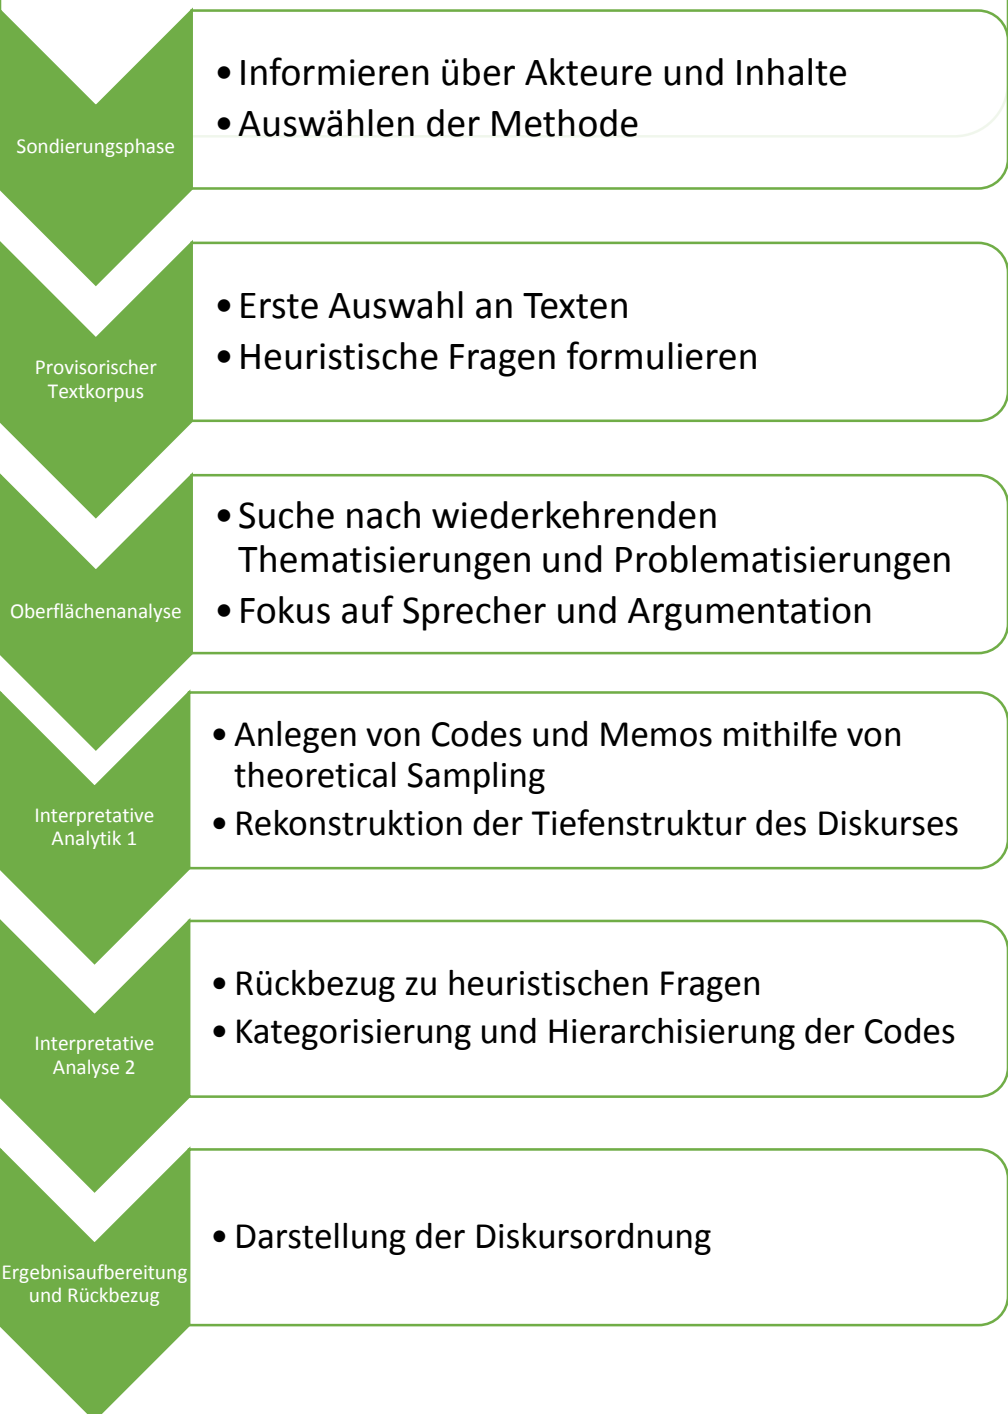 Sondierungsphase
• Informieren über Akteure und Inhalte
• Auswählen der Methode
Provisorischer
Textkorpus
• Erste Auswahl an Texten
• Heuristische Fragen formulieren
Oberflächenanalyse
• Suche nach wiederkehrenden
Thematisierungen und Problematisierungen
• Fokus auf Sprecher und Argumentation
Interpretative
Analytik 1
• Anlegen von Codes und Memos mithilfe von
theoretical Sampling
• Rekonstruktion der Tiefenstruktur des Diskurses
Interpretative
Analyse 2
• Rückbezug zu heuristischen Fragen
• Kategorisierung und Hierarchisierung der Codes
Ergebnisaufbereitung
und Rückbezug
• Darstellung der Diskursordnung